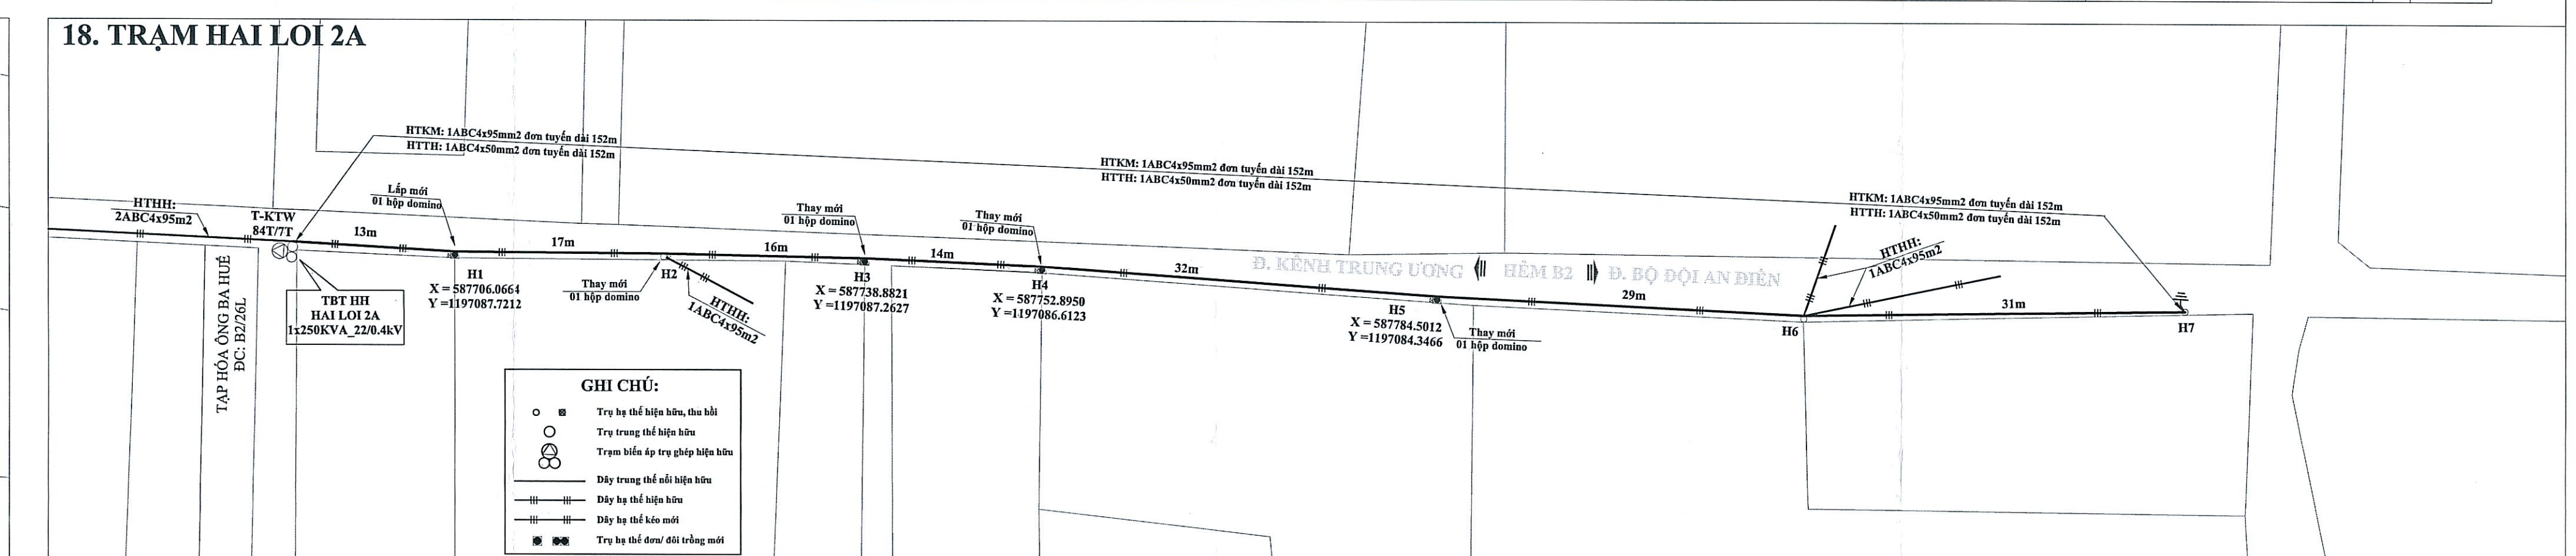 18. TRẠM HAI LOI 2A
HTKM: 1ABC4x95mm2 đơn tuyến dài 152m
HTTH: 1ABC4x50mm2 đơn tuyến dài 152m
HTKM: 1ABC4x95mm2 đơn tuyến dài 152m
HTTH: 1ABC4x50mm2 đơn tuyến dài 152m
HTKM: 1ABC4x95mm2 đơn tuyến dài 152m
HTTH: 1ABC4x50mm2 đơn tuyến dài 152m
HTHH:
2ABC4x95m2
T-KTW
84T/7T
13m
Lắp mới
01 hộp domino
17m
16m
Thay mới
01 hộp domino
14m
Thay mới
01 hộp domino
32m
Đ. KÊNH TRUNG ƯƠNG
HẺM B2
Đ. BỘ ĐỘI AN ĐIỀN
29m
HTHH:
1ABC4x95m2
31m
H1
X = 587706.0664
Y =1197087.7212
H2
Thay mới
01 hộp domino
HTHH:
1ABC4x95m2
H3
X = 587738.8821
Y =1197087.2627
H4
X = 587752.8950
Y =1197086.6123
H5
X = 587784.5012
Y =1197084.3466
Thay mới
01 hộp domino
H6
H7
TBT HH
HAI LOI 2A
1x250KVA_22/0.4kV
TẠP HÓA ÔNG BA HUÊ
ĐC: B2/26L
GHI CHÚ:
Trụ hạ thế hiện hữu, thu hồi
Trụ trung thế hiện hữu
Trạm biến áp trụ ghép hiện hữu
Dây trung thế nổi hiện hữu
Dây hạ thế hiện hữu
Dây hạ thế kéo mới
Trụ hạ thế đơn/ đôi trồng mới